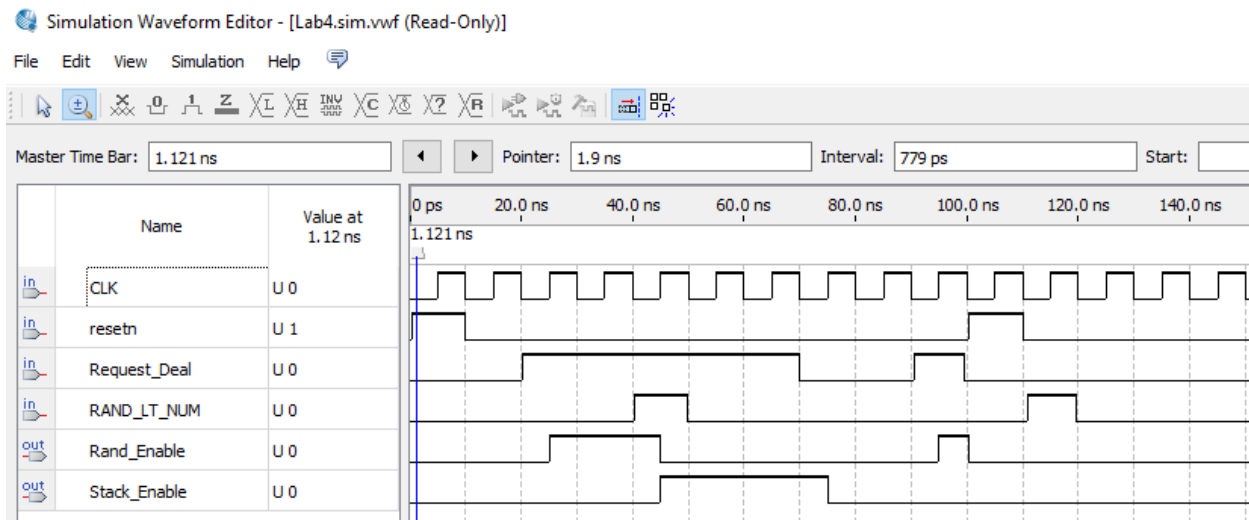 Simulation Waveform Editor - [Lab4.sim.vwf (Read-Only)]
File Edit View Simulation Help
Master Time Bar: 1.121 ns Pointer: 1.9 ns Interval: 779 ps Start:
Name Value at 1.12 ns
0 ps 20.0 ns 40.0 ns 60.0 ns 80.0 ns 100.0 ns 120.0 ns 140.0 ns
1.121 ns
in CLK U 0
in resetn U 1
in Request_Deal U 0
in RAND_LT_NUM U 0
out Rand_Enable U 0
out Stack_Enable U 0